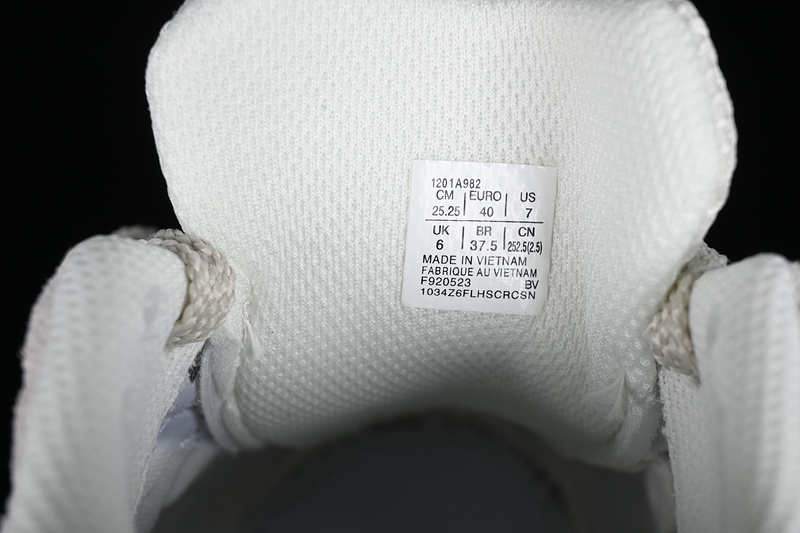 1201A982
CM | EURO | US
25.25 | 40 | 7
UK | BR | CN
6 | 37.5 | 252.5(2.5)
MADE IN VIETNAM
FABRIQUE AU VIETNAM
F920523 BV
1034Z6FLHSCRCSN